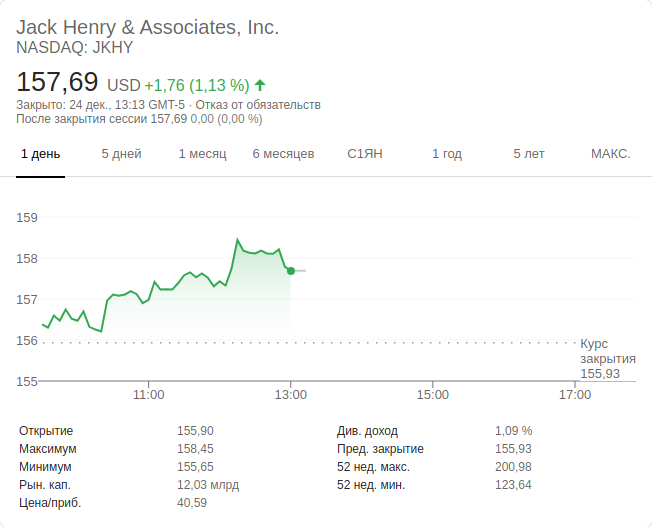 Jack Henry & Associates, Inc.
NASDAQ: JKHY
157,69 USD +1,76 (1,13 %)
Закрыто: 24 дек., 13:13 GMT-5 · Отказ от обязательств
После закрытия сессии 157,69 0,00 (0,00 %)
1 день 5 дней 1 месяц 6 месяцев С1ЯН 1 год 5 лет МАКС.
159
158
157
156
Курс
закрытия
155,93
155
11:00 13:00 15:00 17:00
Открытие 155,90 Див. доход 1,09 %
Максимум 158,45 Пред. закрытие 155,93
Минимум 155,65 52 нед. макс. 200,98
Рын. кап. 12,03 млрд 52 нед. мин. 123,64
Цена/приб. 40,59